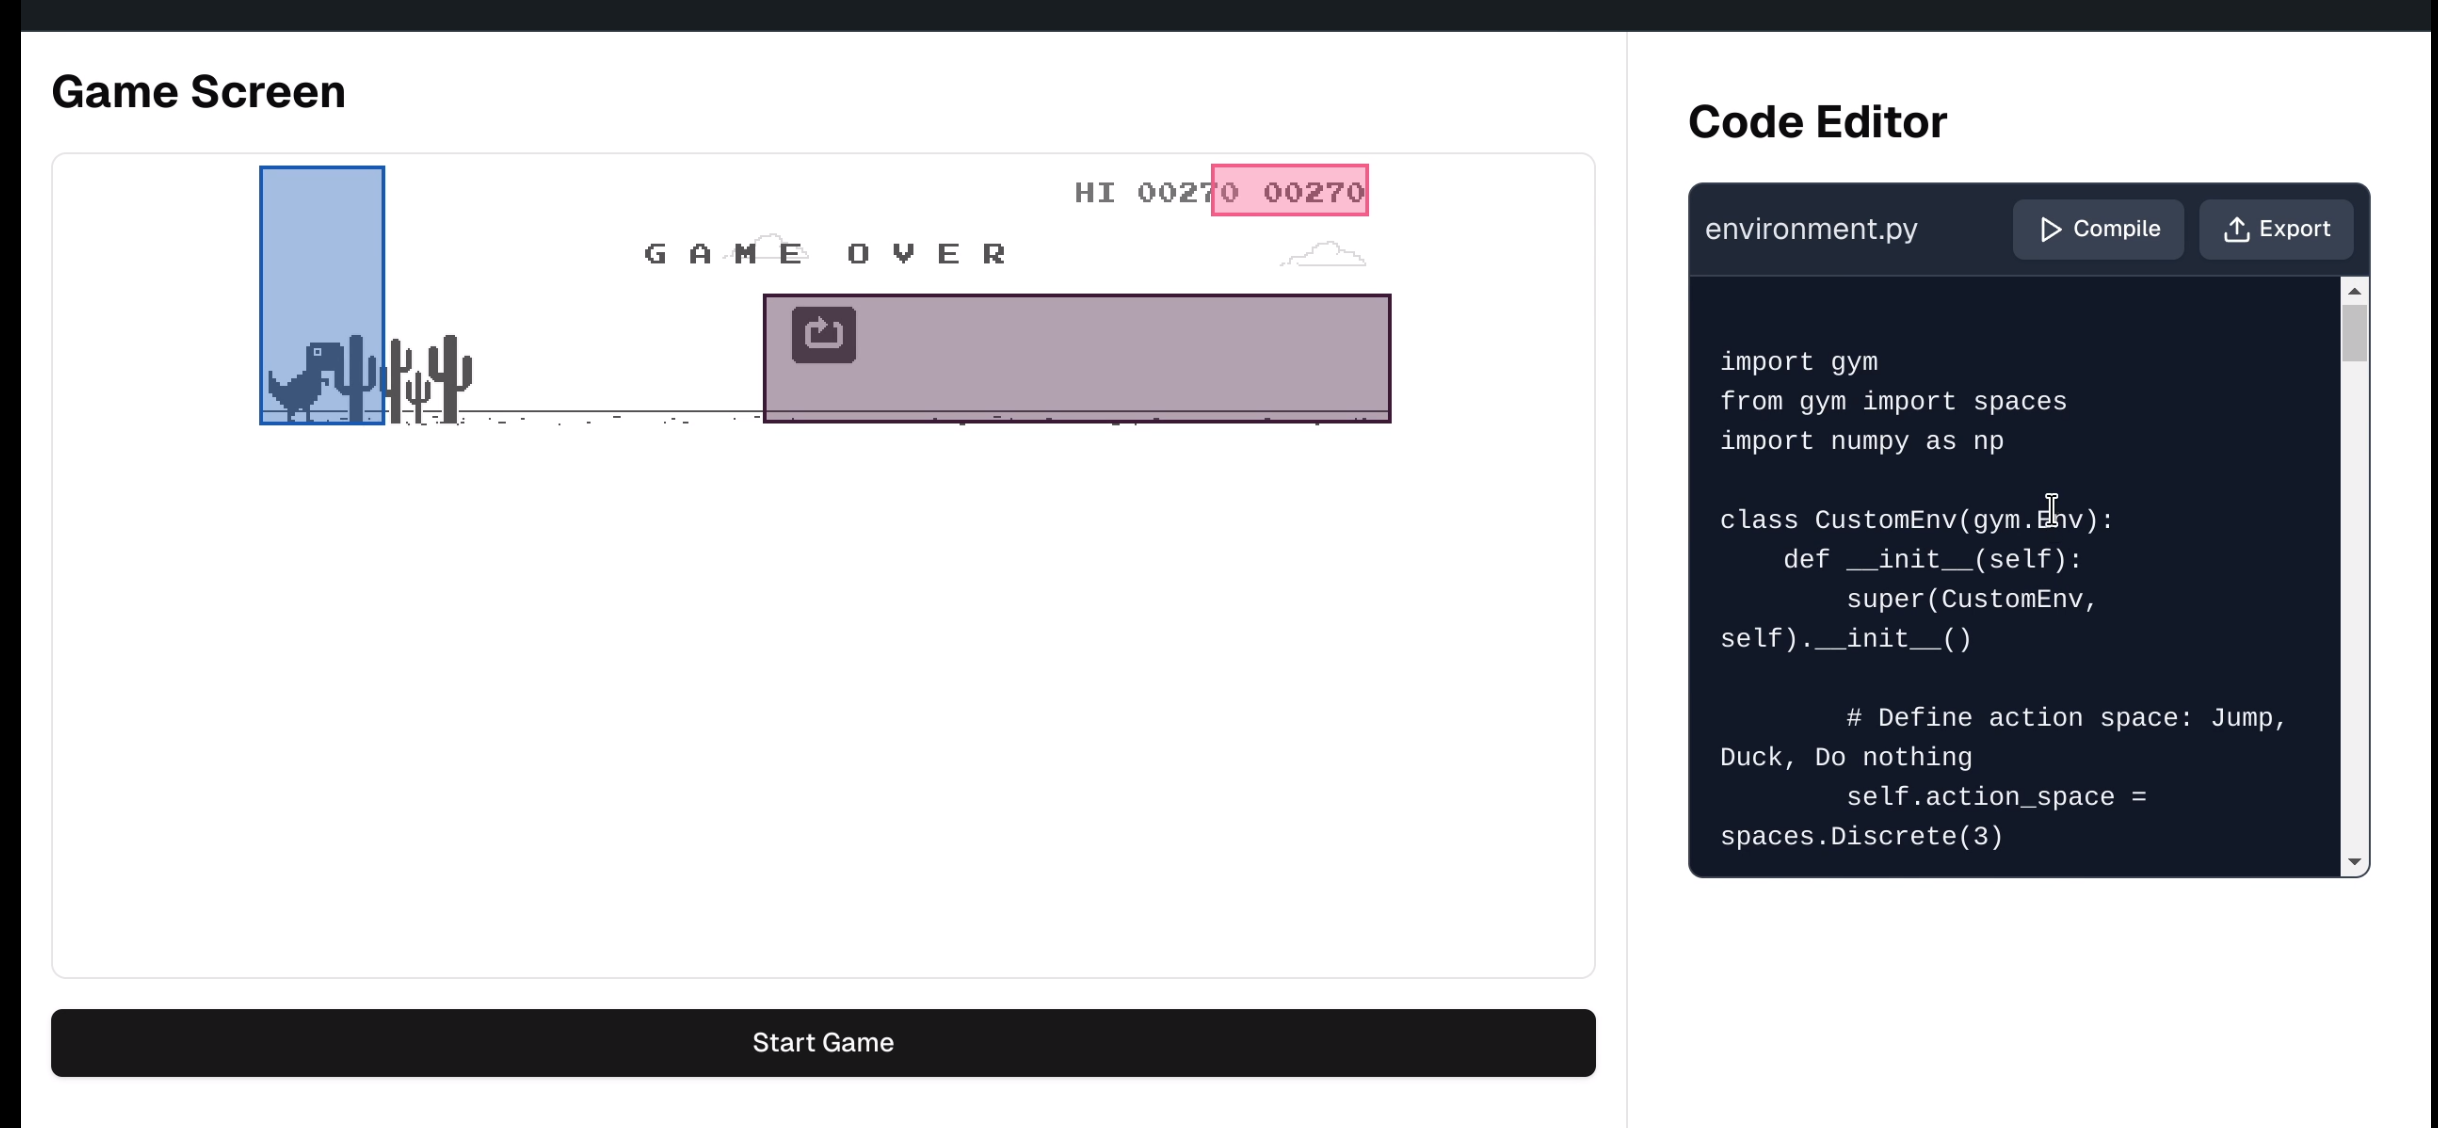 Game Screen
HI 00270 00270
G A M E O V E R
Start Game
Code Editor
environment.py
Compile
Export
import gym
from gym import spaces
import numpy as np
class CustomEnv(gym.Env):
    def __init__(self):
        super(CustomEnv,
self).__init__()
        # Define action space: Jump,
Duck, Do nothing
        self.action_space =
spaces.Discrete(3)